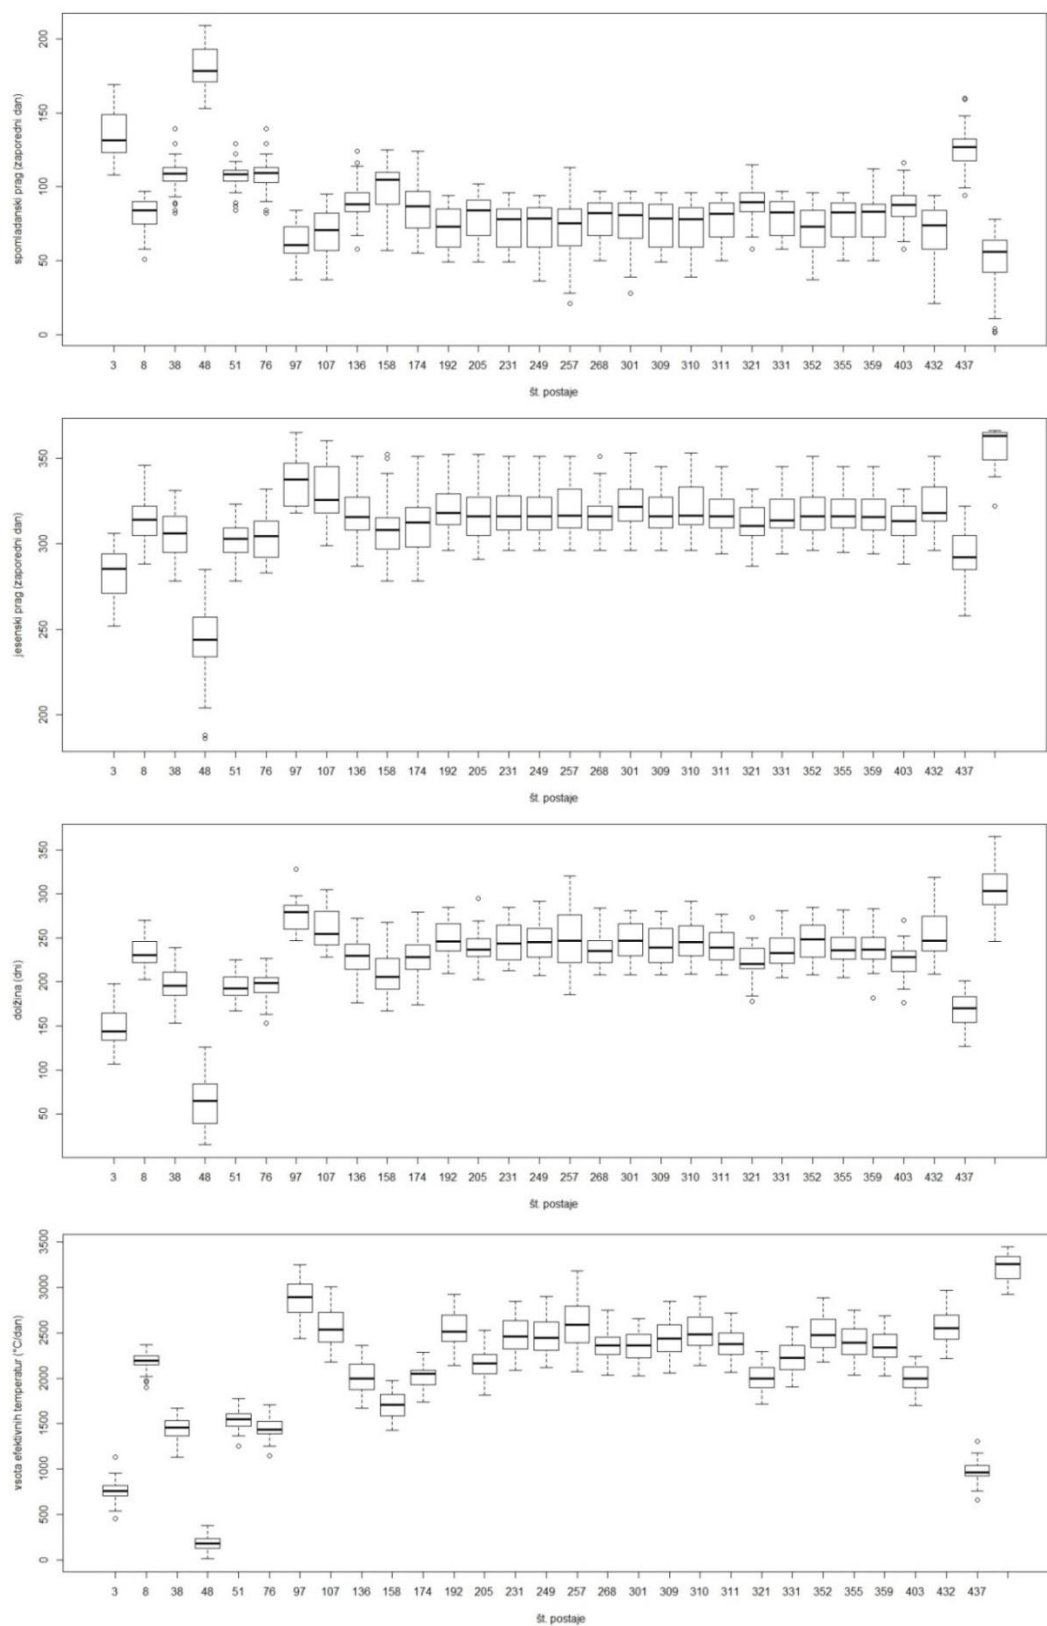 200
150
100
50
0
spomladanski prag (zaporedni dan)
3 8 38 48 51 76 97 107 136 158 174 192 205 231 249 257 268 301 309 310 311 321 331 352 355 359 403 432 437
št. postaje
350
300
250
200
jesenski prag (zaporedni dan)
3 8 38 48 51 76 97 107 136 158 174 192 205 231 249 257 268 301 309 310 311 321 331 352 355 359 403 432 437
št. postaje
350
300
250
200
150
100
50
dolžina (dni)
3 8 38 48 51 76 97 107 136 158 174 192 205 231 249 257 268 301 309 310 311 321 331 352 355 359 403 432 437
št. postaje
3500
3000
2500
2000
1500
1000
500
0
vsota efektivnih temperatur (°C/dan)
3 8 38 48 51 76 97 107 136 158 174 192 205 231 249 257 268 301 309 310 311 321 331 352 355 359 403 432 437
št. postaje